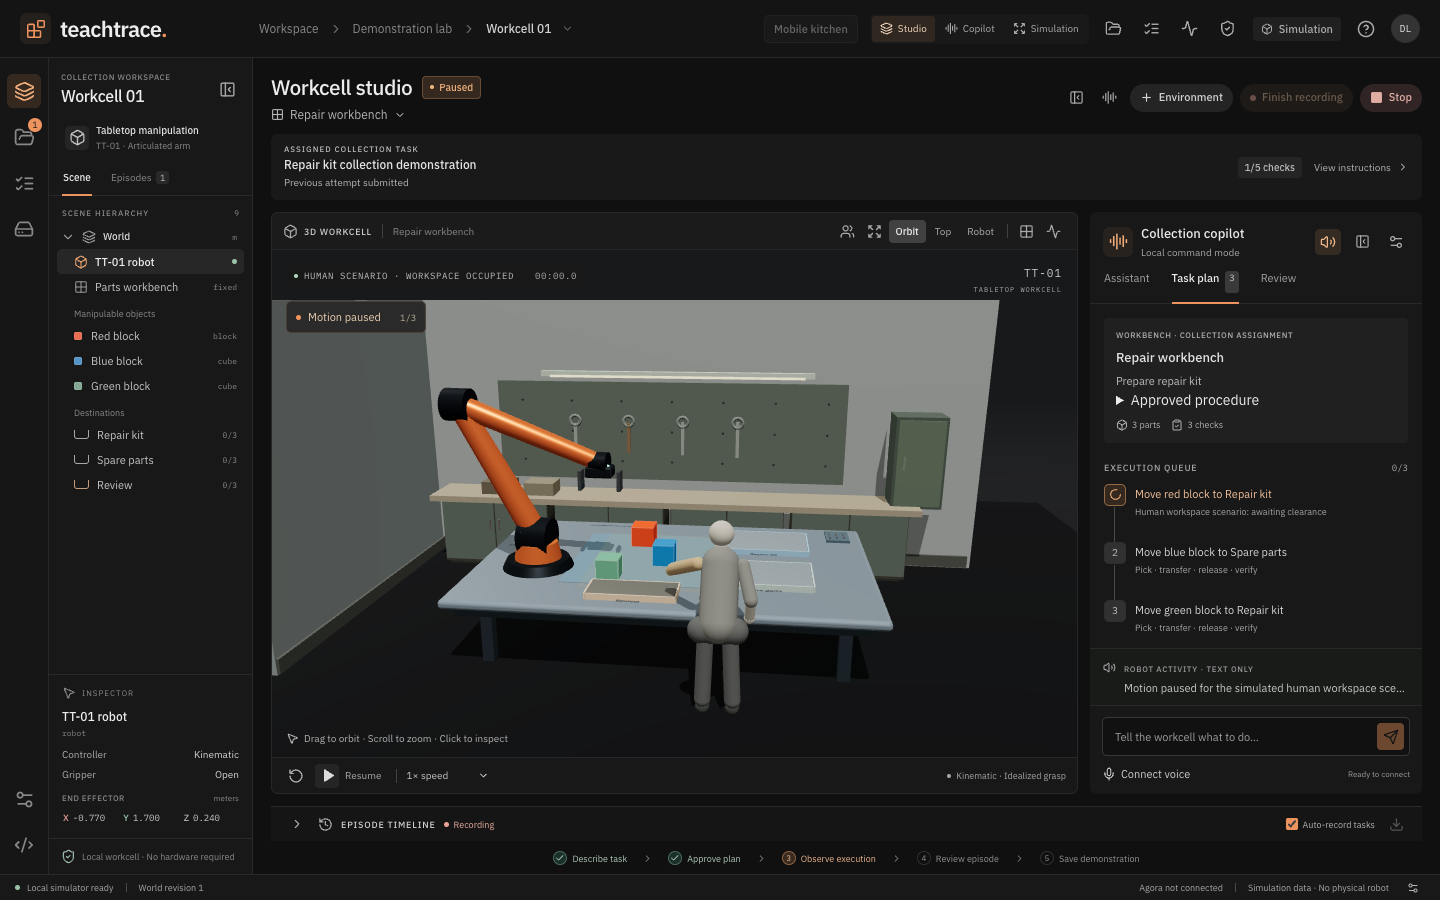 teachtrace.
Workspace
Demonstration lab
Workcell 01
Mobile kitchen
Studio
Copilot
Simulation
Simulation
DL
1
COLLECTION WORKSPACE
Workcell 01
Tabletop manipulation
TT-01 · Articulated arm
Scene
Episodes 1
SCENE HIERARCHY 9
World m
TT-01 robot
Parts workbench fixed
Manipulable objects
Red block block
Blue block cube
Green block cube
Destinations
Repair kit 0/3
Spare parts 0/3
Review 0/3
INSPECTOR
TT-01 robot
robot
Controller Kinematic
Gripper Open
END EFFECTOR meters
X -0.770 Y 1.700 Z 0.240
Local workcell · No hardware required
Workcell studio
Paused
Repair workbench
Environment
Finish recording
Stop
ASSIGNED COLLECTION TASK
Repair kit collection demonstration
Previous attempt submitted
1/5 checks
View instructions
3D WORKCELL
Repair workbench
Orbit
Top
Robot
HUMAN SCENARIO · WORKSPACE OCCUPIED 00:00.0
TT-01
TABLETOP WORKCELL
Motion paused 1/3
Drag to orbit · Scroll to zoom · Click to inspect
Resume
1× speed
Kinematic · Idealized grasp
Collection copilot
Local command mode
Assistant
Task plan 3
Review
WORKBENCH · COLLECTION ASSIGNMENT
Repair workbench
Prepare repair kit
Approved procedure
3 parts
3 checks
EXECUTION QUEUE 0/3
Move red block to Repair kit
Human workspace scenario: awaiting clearance
2
Move blue block to Spare parts
Pick · transfer · release · verify
3
Move green block to Repair kit
Pick · transfer · release · verify
ROBOT ACTIVITY · TEXT ONLY
Motion paused for the simulated human workspace sce...
Tell the workcell what to do...
Connect voice
Ready to connect
EPISODE TIMELINE
Recording
Auto-record tasks
Describe task
Approve plan
3 Observe execution
4 Review episode
5 Save demonstration
Local simulator ready
World revision 1
Agora not connected
Simulation data · No physical robot